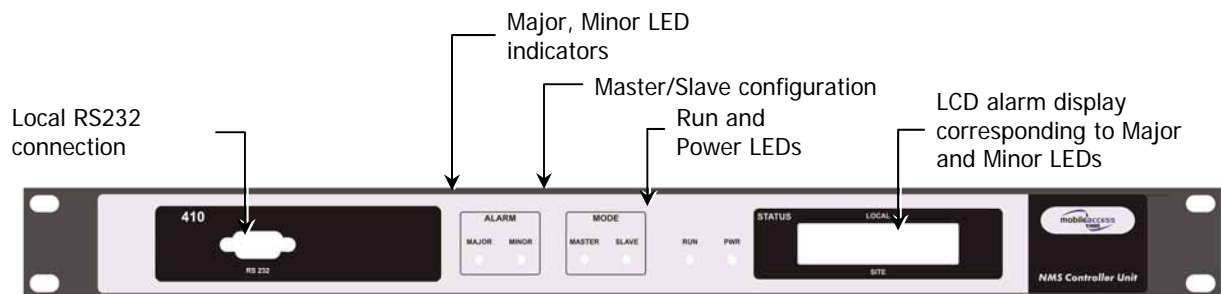 Major, Minor LED
indicators
Master/Slave configuration
Local RS232
connection
Run and
Power LEDs
LCD alarm display
corresponding to Major
and Minor LEDs
410
RS 232
ALARM
MAJOR MINOR
MODE
MASTER SLAVE
RUN PWR
STATUS LOCAL
SITE
mobileaccess
NMS Controller Unit